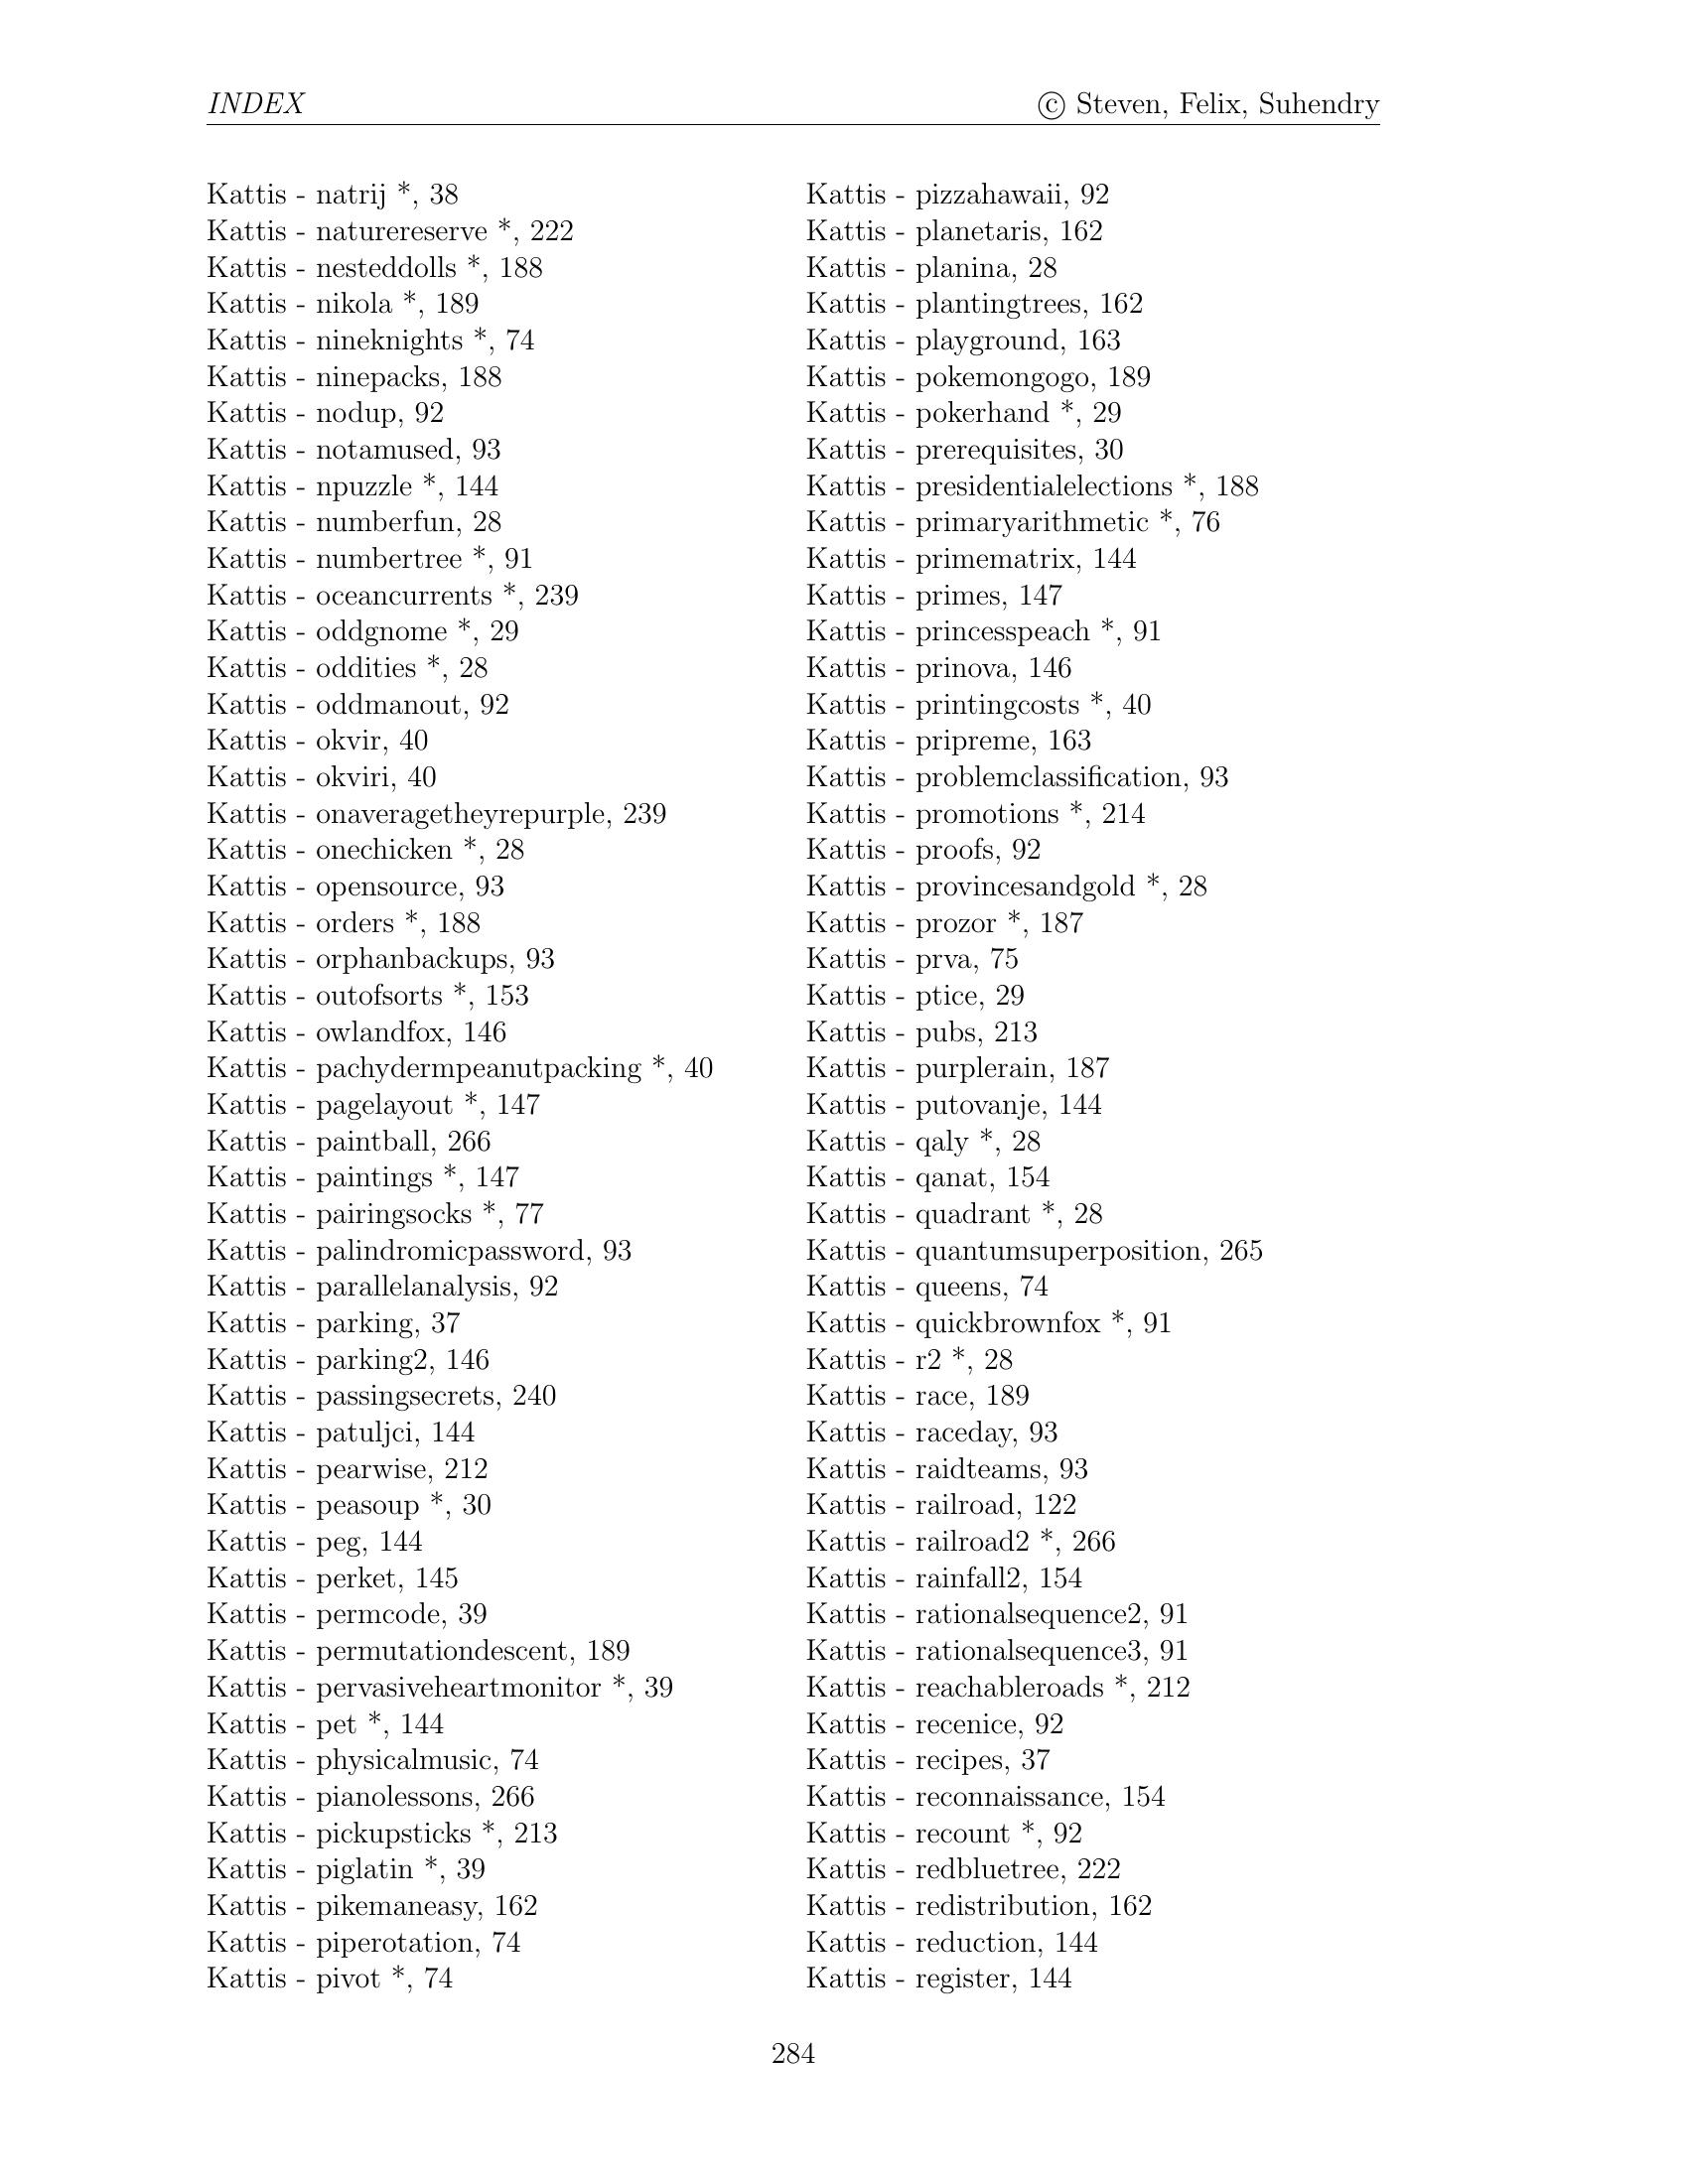 INDEX
© Steven, Felix, Suhendry
Kattis - natrij *, 38
Kattis - naturereserve *, 222
Kattis - nesteddolls *, 188
Kattis - nikola *, 189
Kattis - nineknights *, 74
Kattis - ninepacks, 188
Kattis - nodup, 92
Kattis - notamused, 93
Kattis - npuzzle *, 144
Kattis - numberfun, 28
Kattis - numbertree *, 91
Kattis - oceancurrents *, 239
Kattis - oddgnome *, 29
Kattis - oddities *, 28
Kattis - oddmanout, 92
Kattis - okvir, 40
Kattis - okviri, 40
Kattis - onaveragetheyrepurple, 239
Kattis - onechicken *, 28
Kattis - opensource, 93
Kattis - orders *, 188
Kattis - orphanbackups, 93
Kattis - outofsorts *, 153
Kattis - owlandfox, 146
Kattis - pachydermpeanutpacking *, 40
Kattis - pagelayout *, 147
Kattis - paintball, 266
Kattis - paintings *, 147
Kattis - pairingsocks *, 77
Kattis - palindromicpassword, 93
Kattis - parallelanalysis, 92
Kattis - parking, 37
Kattis - parking2, 146
Kattis - passingsecrets, 240
Kattis - patuljci, 144
Kattis - pearwise, 212
Kattis - peasoup *, 30
Kattis - peg, 144
Kattis - perket, 145
Kattis - permcode, 39
Kattis - permutationdescent, 189
Kattis - pervasiveheartmonitor *, 39
Kattis - pet *, 144
Kattis - physicalmusic, 74
Kattis - pianolessons, 266
Kattis - pickupsticks *, 213
Kattis - piglatin *, 39
Kattis - pikemaneasy, 162
Kattis - piperotation, 74
Kattis - pivot *, 74
Kattis - pizzahawaii, 92
Kattis - planetaris, 162
Kattis - planina, 28
Kattis - plantingtrees, 162
Kattis - playground, 163
Kattis - pokemongogo, 189
Kattis - pokerhand *, 29
Kattis - prerequisites, 30
Kattis - presidentialelections *, 188
Kattis - primaryarithmetic *, 76
Kattis - primematrix, 144
Kattis - primes, 147
Kattis - princesspeach *, 91
Kattis - prinova, 146
Kattis - printingcosts *, 40
Kattis - pripreme, 163
Kattis - problemclassification, 93
Kattis - promotions *, 214
Kattis - proofs, 92
Kattis - provincesandgold *, 28
Kattis - prozor *, 187
Kattis - prva, 75
Kattis - ptice, 29
Kattis - pubs, 213
Kattis - purplerain, 187
Kattis - putovanje, 144
Kattis - qaly *, 28
Kattis - qanat, 154
Kattis - quadrant *, 28
Kattis - quantumsuperposition, 265
Kattis - queens, 74
Kattis - quickbrownfox *, 91
Kattis - r2 *, 28
Kattis - race, 189
Kattis - raceday, 93
Kattis - raidteams, 93
Kattis - railroad, 122
Kattis - railroad2 *, 266
Kattis - rainfall2, 154
Kattis - rationalsequence2, 91
Kattis - rationalsequence3, 91
Kattis - reachableroads *, 212
Kattis - recenice, 92
Kattis - recipes, 37
Kattis - reconnaissance, 154
Kattis - recount *, 92
Kattis - redbluetree, 222
Kattis - redistribution, 162
Kattis - reduction, 144
Kattis - register, 144
284